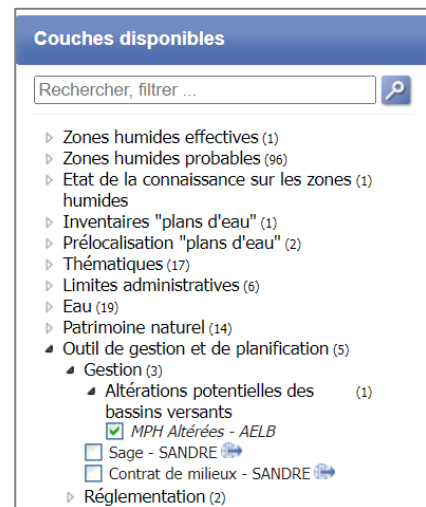 Couches disponibles
Rechercher, filtrer ...
Zones humides effectives (1)
Zones humides probables (96)
Etat de la connaissance sur les zones (1)
humides
Inventaires "plans d'eau" (1)
Prélocalisation "plans d'eau" (2)
Thématiques (17)
Limites administratives (6)
Eau (19)
Patrimoine naturel (14)
Outil de gestion et de planification (5)
Gestion (3)
Altérations potentielles des (1)
bassins versants
MPH Altérées - AELB
Sage - SANDRE
Contrat de milieux - SANDRE
Réglementation (2)